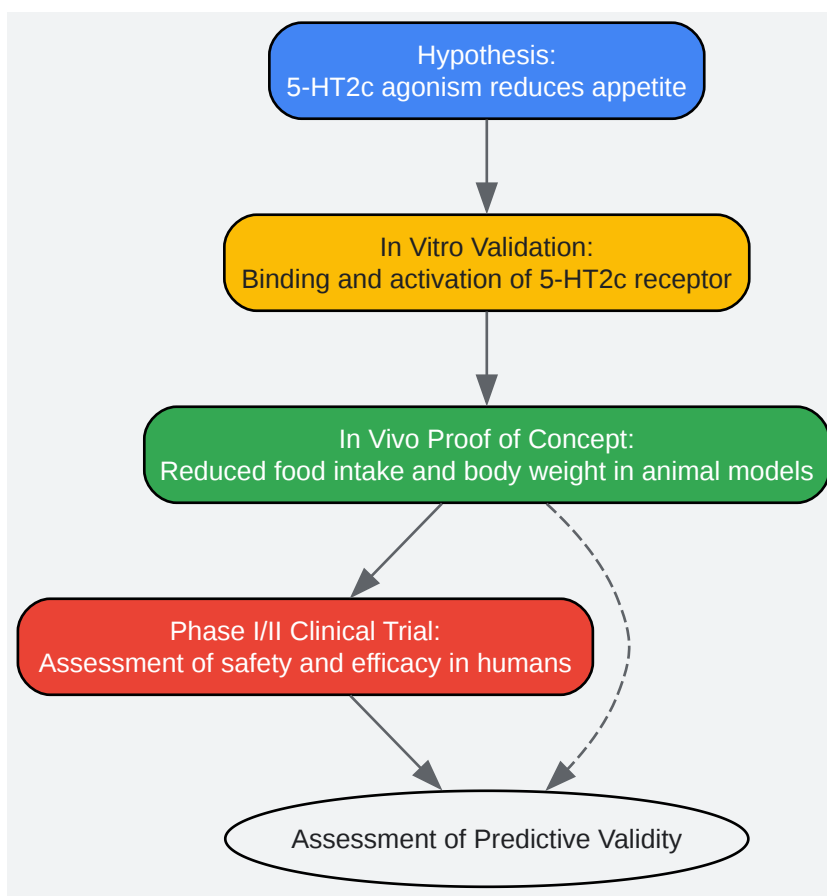 Hypothesis:
5-HT2c agonism reduces appetite
In Vitro Validation:
Binding and activation of 5-HT2c receptor
In Vivo Proof of Concept:
Reduced food intake and body weight in animal models
Phase I/II Clinical Trial:
Assessment of safety and efficacy in humans
Assessment of Predictive Validity